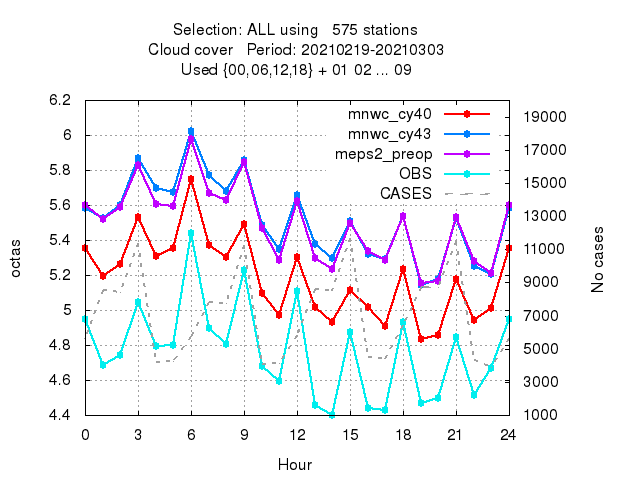 Selection: ALL using   575 stations
Cloud cover   Period: 20210219-20210303
Used {00,06,12,18} + 01 02 ... 09
mnwc_cy40
mnwc_cy43
meps2_preop
OBS
CASES
6.2
6
5.8
5.6
5.4
5.2
5
4.8
4.6
4.4
octas
19000
17000
15000
13000
11000
9000
7000
5000
3000
1000
No cases
0 3 6 9 12 15 18 21 24
Hour